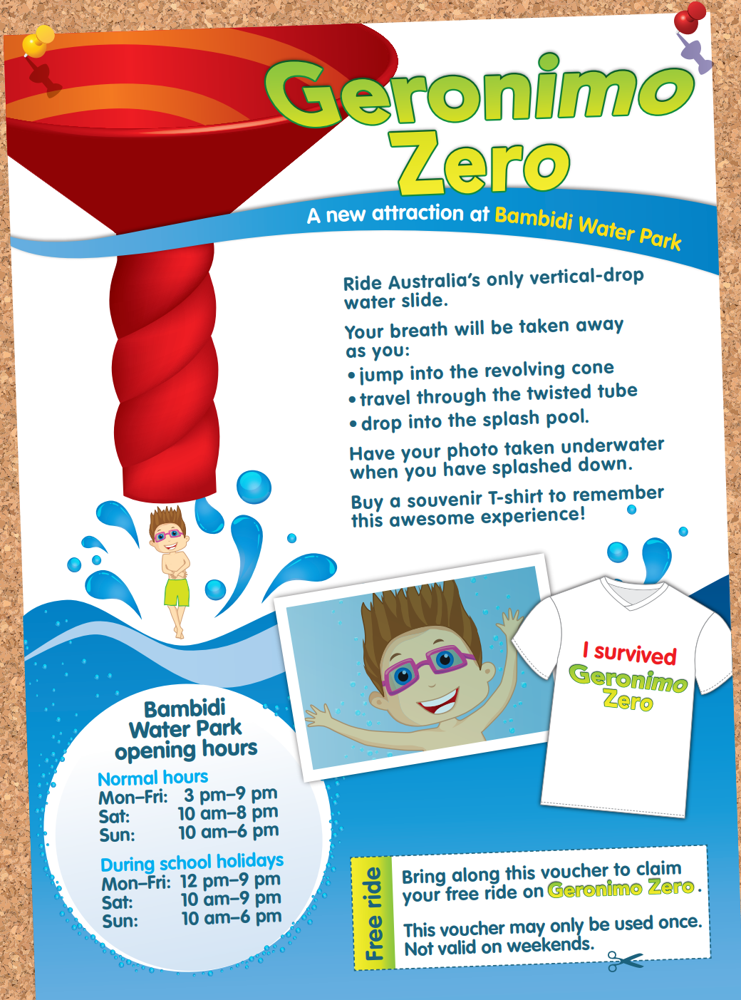 Geronimo
Zero
A new attraction at Bambidi Water Park
Ride Australia's only vertical-drop
water slide.
Your breath will be taken away
as you:
• jump into the revolving cone
• travel through the twisted tube
• drop into the splash pool.
Have your photo taken underwater
when you have splashed down.
Buy a souvenir T-shirt to remember
this awesome experience!
I survived
Geronimo
Zero
Bambidi
Water Park
opening hours
Normal hours
Mon–Fri: 3 pm–9 pm
Sat: 10 am–8 pm
Sun: 10 am–6 pm
During school holidays
Mon–Fri: 12 pm–9 pm
Sat: 10 am–9 pm
Sun: 10 am–6 pm
Free ride
Bring along this voucher to claim
your free ride on Geronimo Zero.
This voucher may only be used once.
Not valid on weekends.